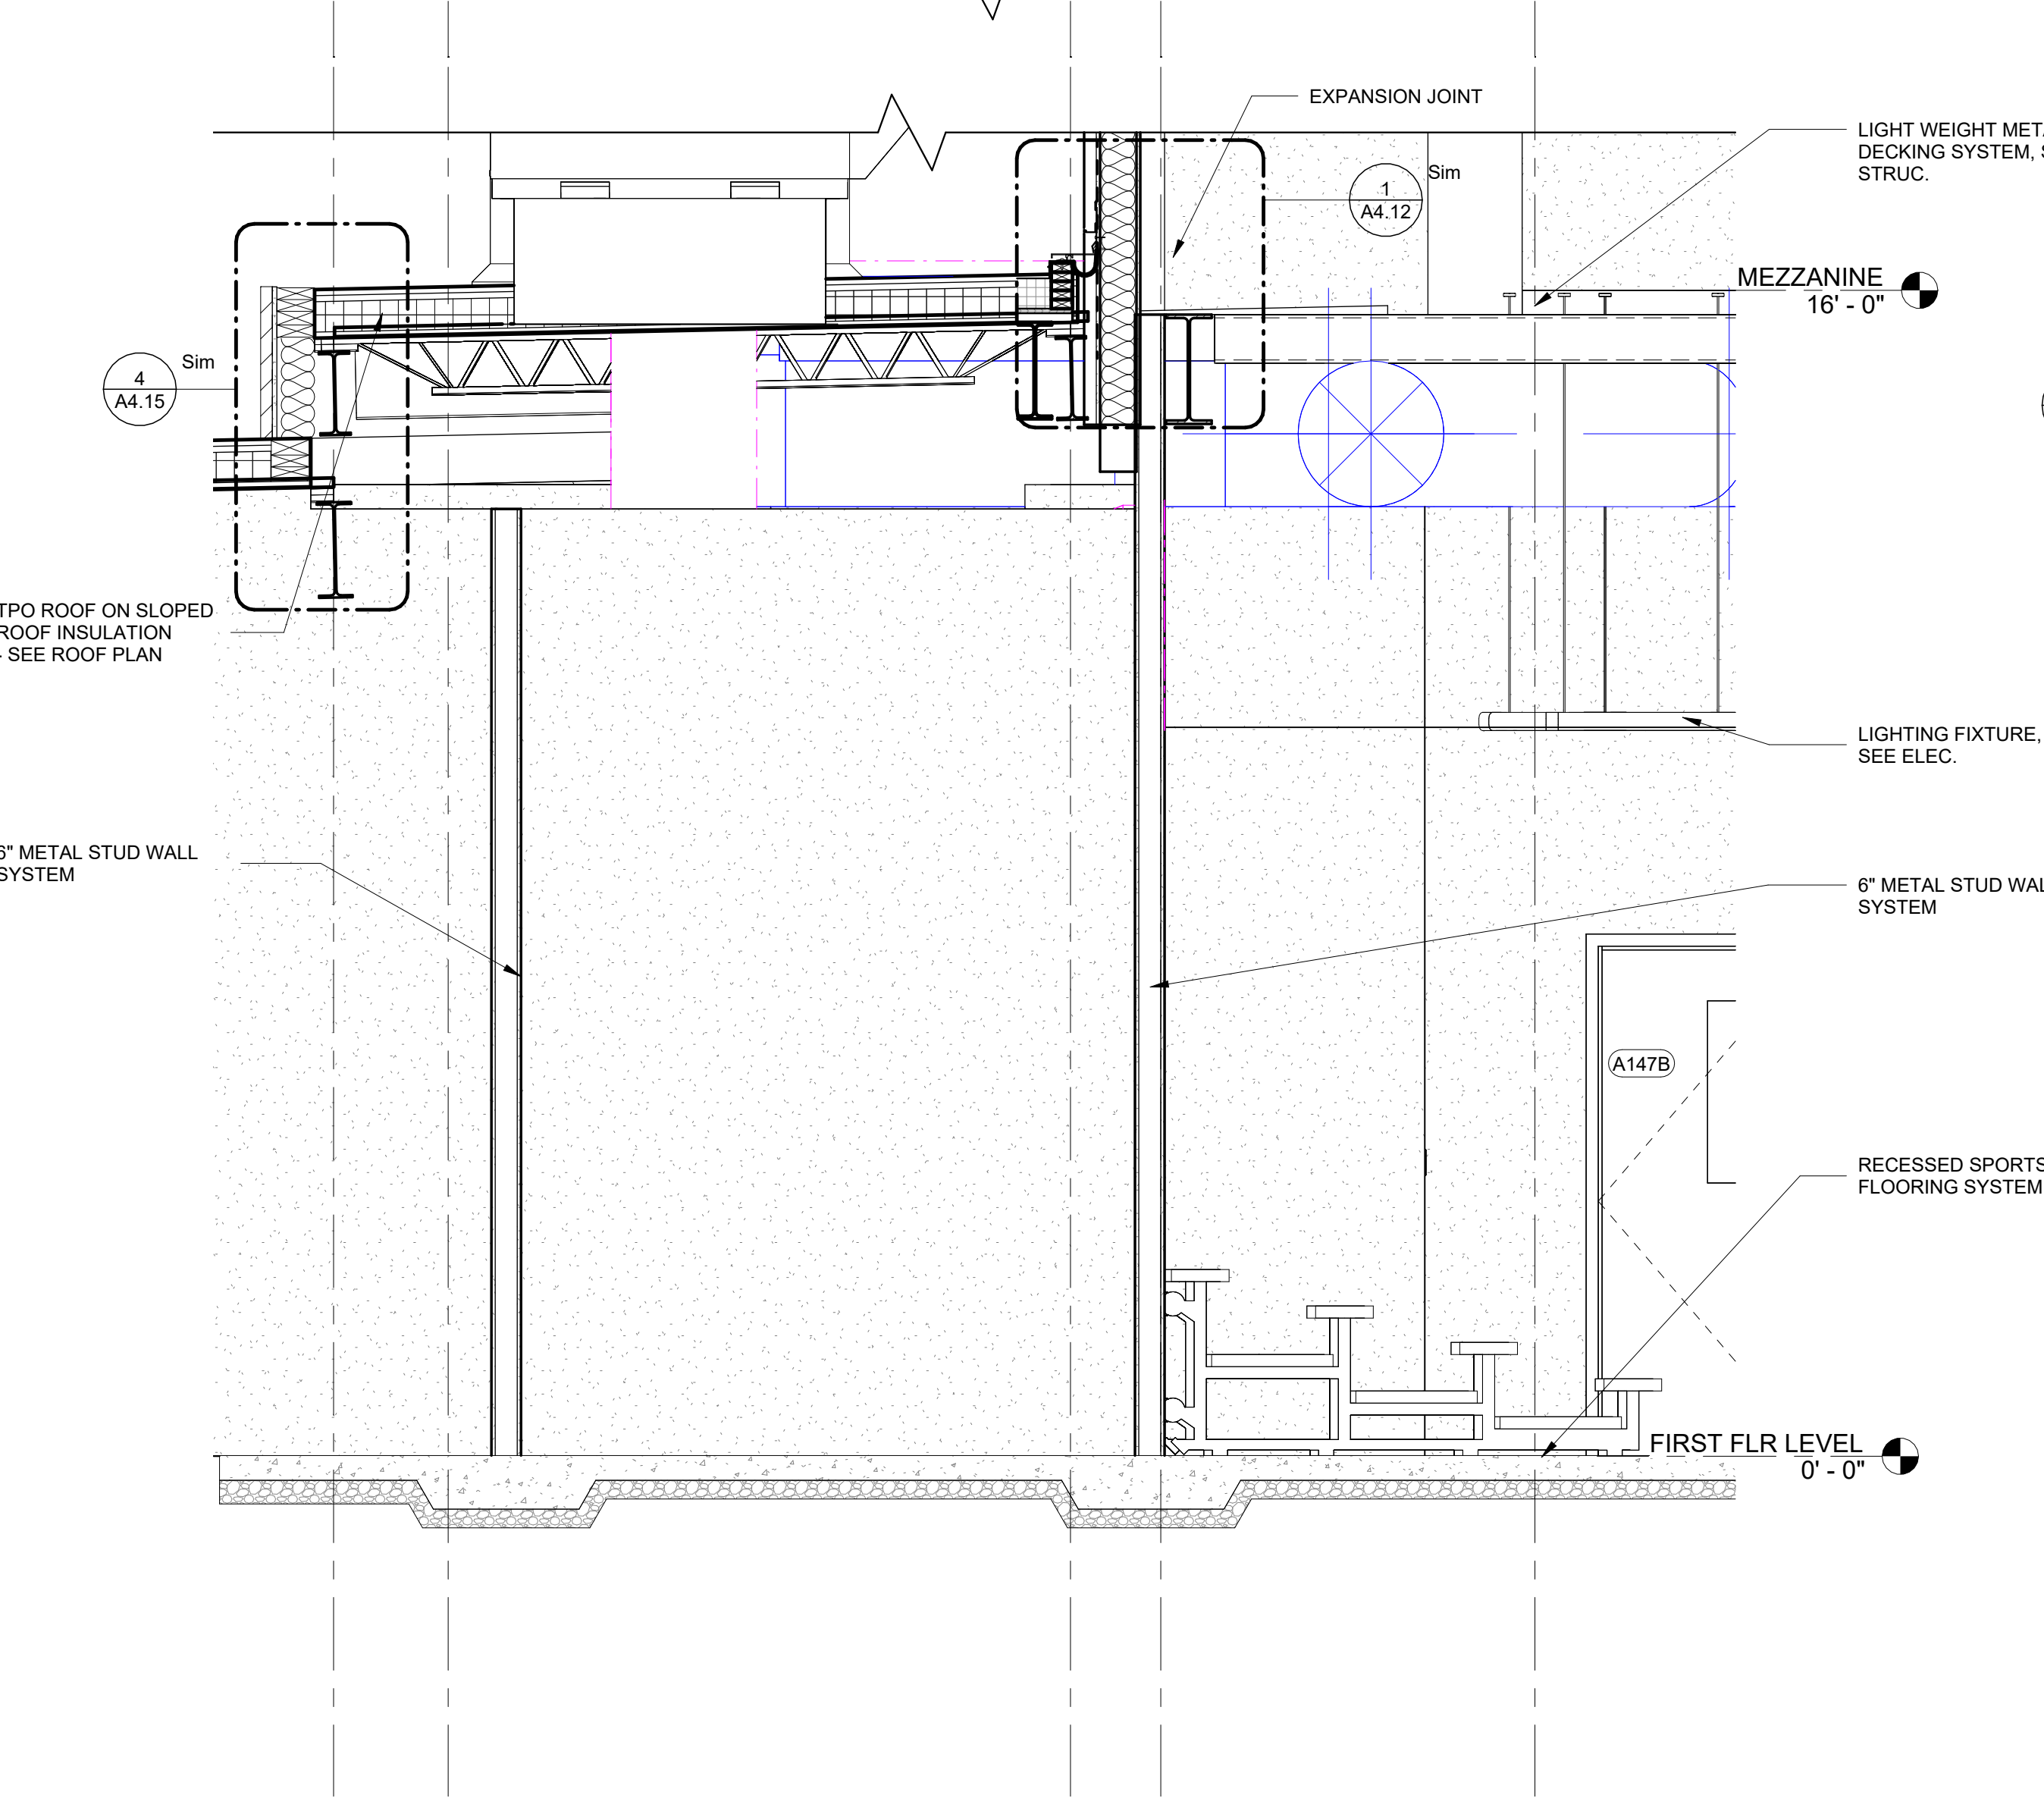 EXPANSION JOINT
LIGHT WEIGHT
DECKING SYSTEM,
STRUC.
1
A4.12
Sim
MEZZANINE
16' - 0"
4
A4.15
Sim
TPO ROOF ON SLOPED
ROOF INSULATION
- SEE ROOF PLAN
LIGHTING FIXTURE,
SEE ELEC.
6" METAL STUD WALL
SYSTEM
6" METAL STUD
SYSTEM
A147B
RECESSED SPORTS
FLOORING SYSTEM
FIRST FLR LEVEL
0' - 0"